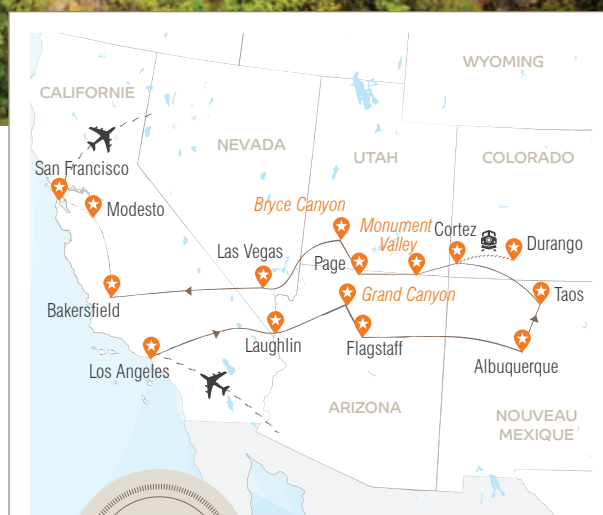 WYOMING
CALIFORNIE
NEVADA
UTAH
COLORADO
San Francisco
Modesto
Bryce Canyon
Monument
Valley
Cortez
Durango
Las Vegas
Page
Grand Canyon
Taos
Bakersfield
Laughlin
Flagstaff
Los Angeles
Albuquerque
ARIZONA
NOUVEAU
MEXIQUE